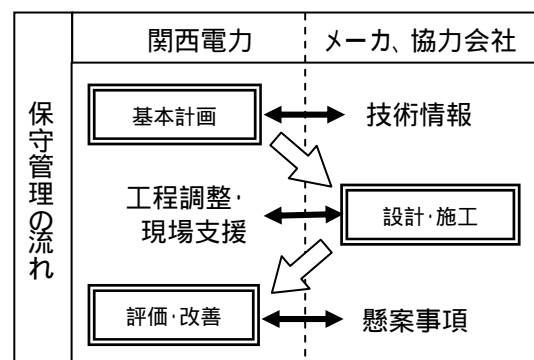 関西電力
メーカ、協力会社
保守管理の流れ
基本計画
技術情報
工程調整・
現場支援
設計・施工
評価・改善
懸案事項